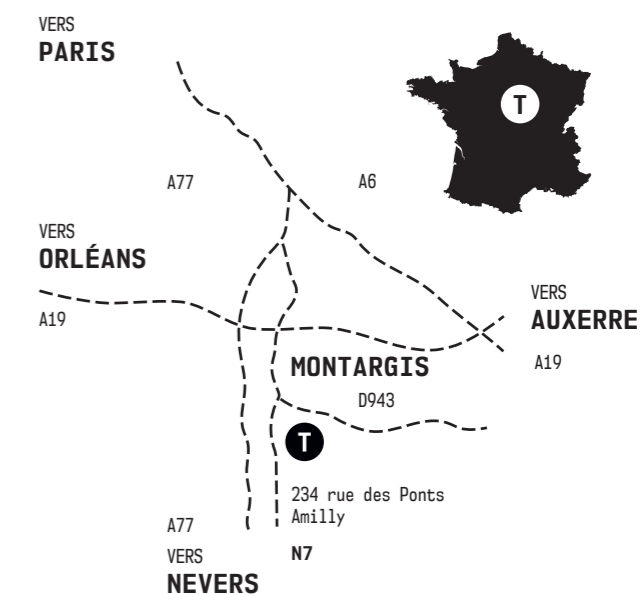 VERS
PARIS
T
A77
A6
VERS
ORLÉANS
A19
VERS
AUXERRE
A19
MONTARGIS
D943
T
234 rue des Ponts
Amilly
A77
N7
VERS
NEVERS